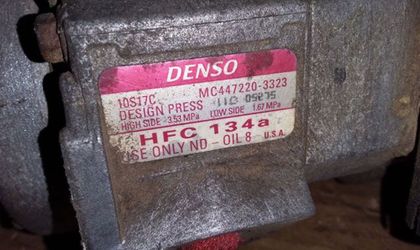 DENSO
10S17C MC447220-3323
DESIGN PRESS
HIGH SIDE - 3.53 MPa LOW SIDE 1.67 MPa
HFC 134a
USE ONLY ND - OIL 8 U.S.A.